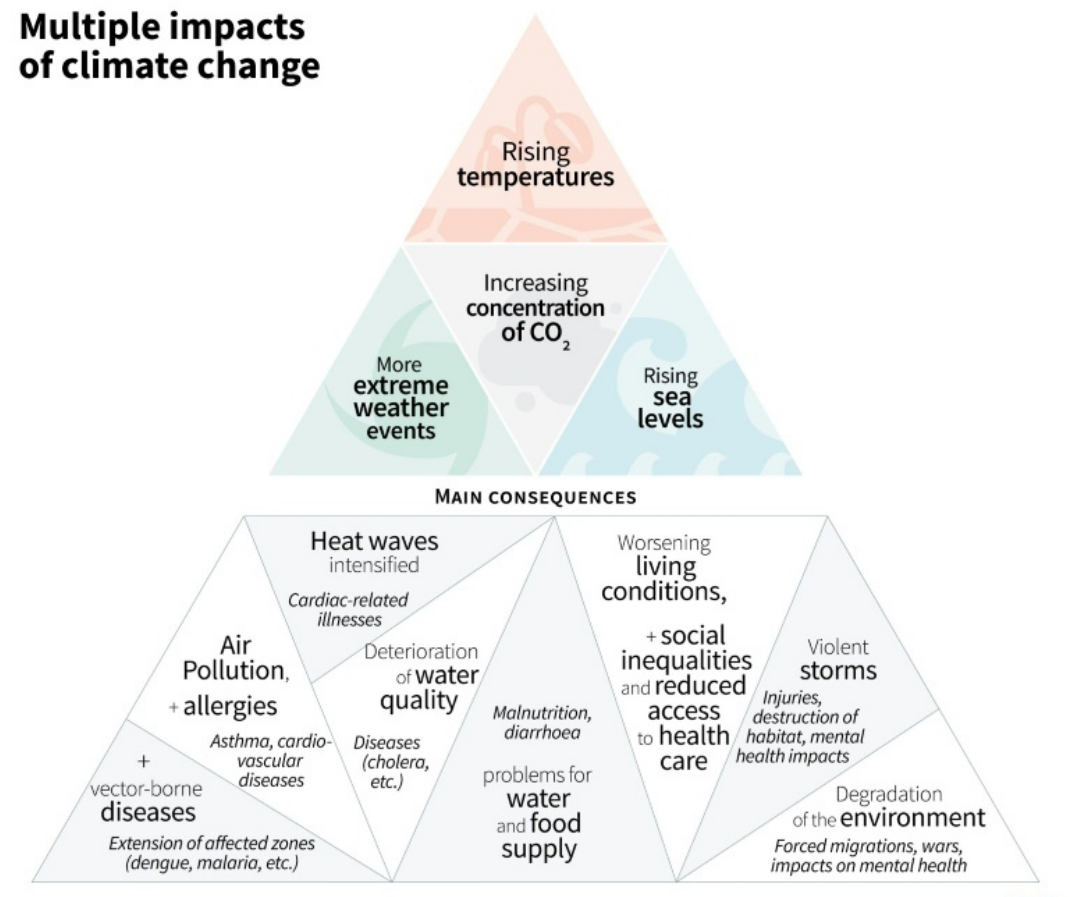 Multiple impacts
of climate change
Rising
temperatures
Increasing
concentration
of CO₂
More
extreme
weather
events
Rising
sea
levels
MAIN CONSEQUENCES
Heat waves
intensified
Cardiac-related
illnesses
Air
Pollution,
+ allergies
Asthma, cardio-
vascular
diseases
+
vector-borne
diseases
Extension of affected zones
(dengue, malaria, etc.)
Deterioration
of water
quality
Diseases
(cholera,
etc.)
Malnutrition,
diarrhoea
problems for
water
and food
supply
Worsening
living
conditions,
+ social
inequalities
and reduced
access
to health
care
Violent
storms
Injuries,
destruction of
habitat, mental
health impacts
Degradation
of the environment
Forced migrations, wars,
impacts on mental health